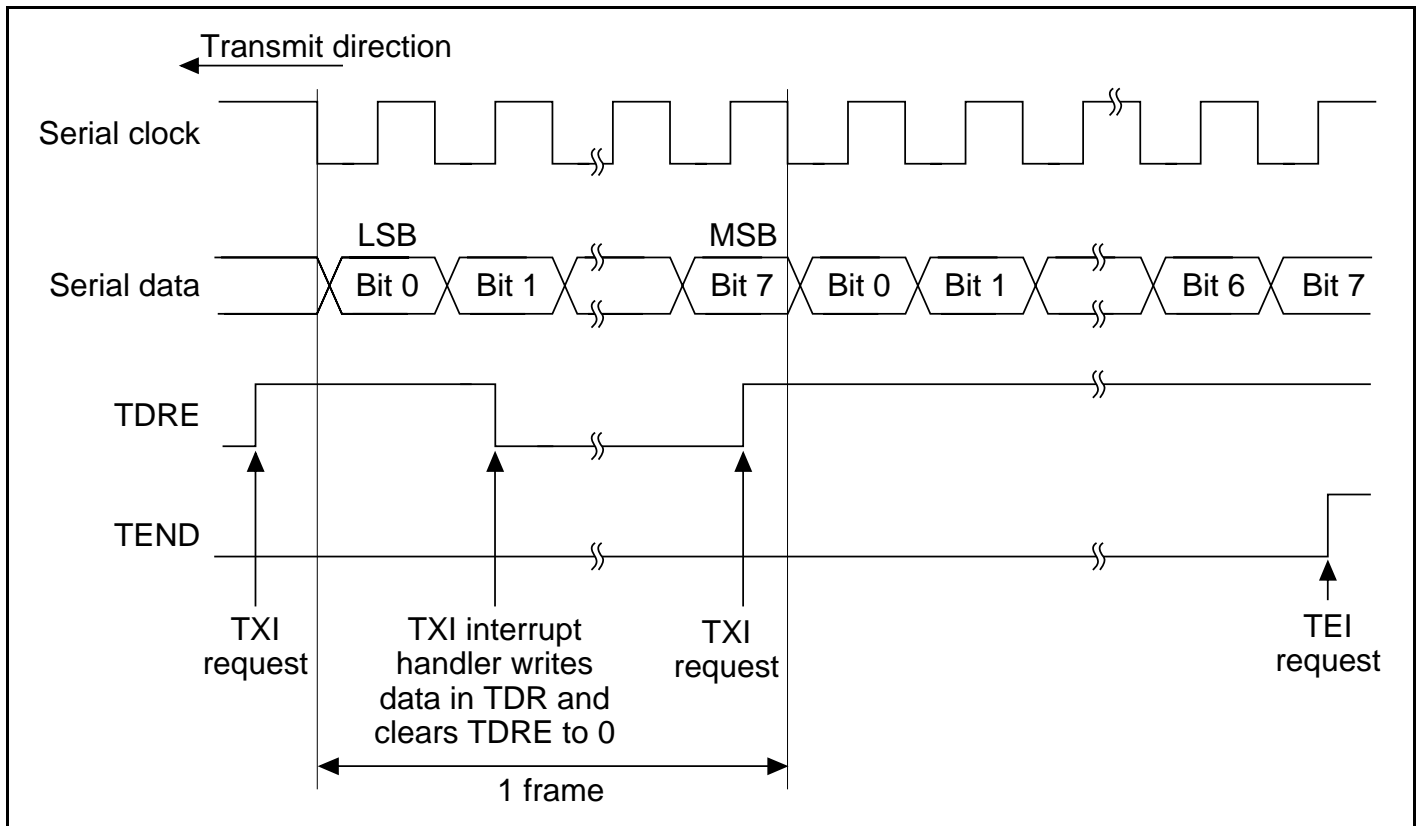 Transmit direction
Serial clock
LSB
MSB
Serial data
Bit 0
Bit 1
Bit 7
Bit 0
Bit 1
Bit 6
Bit 7
TDRE
TEND
TXI
request
TXI interrupt
handler writes
data in TDR and
clears TDRE to 0
TXI
request
TEI
request
1 frame